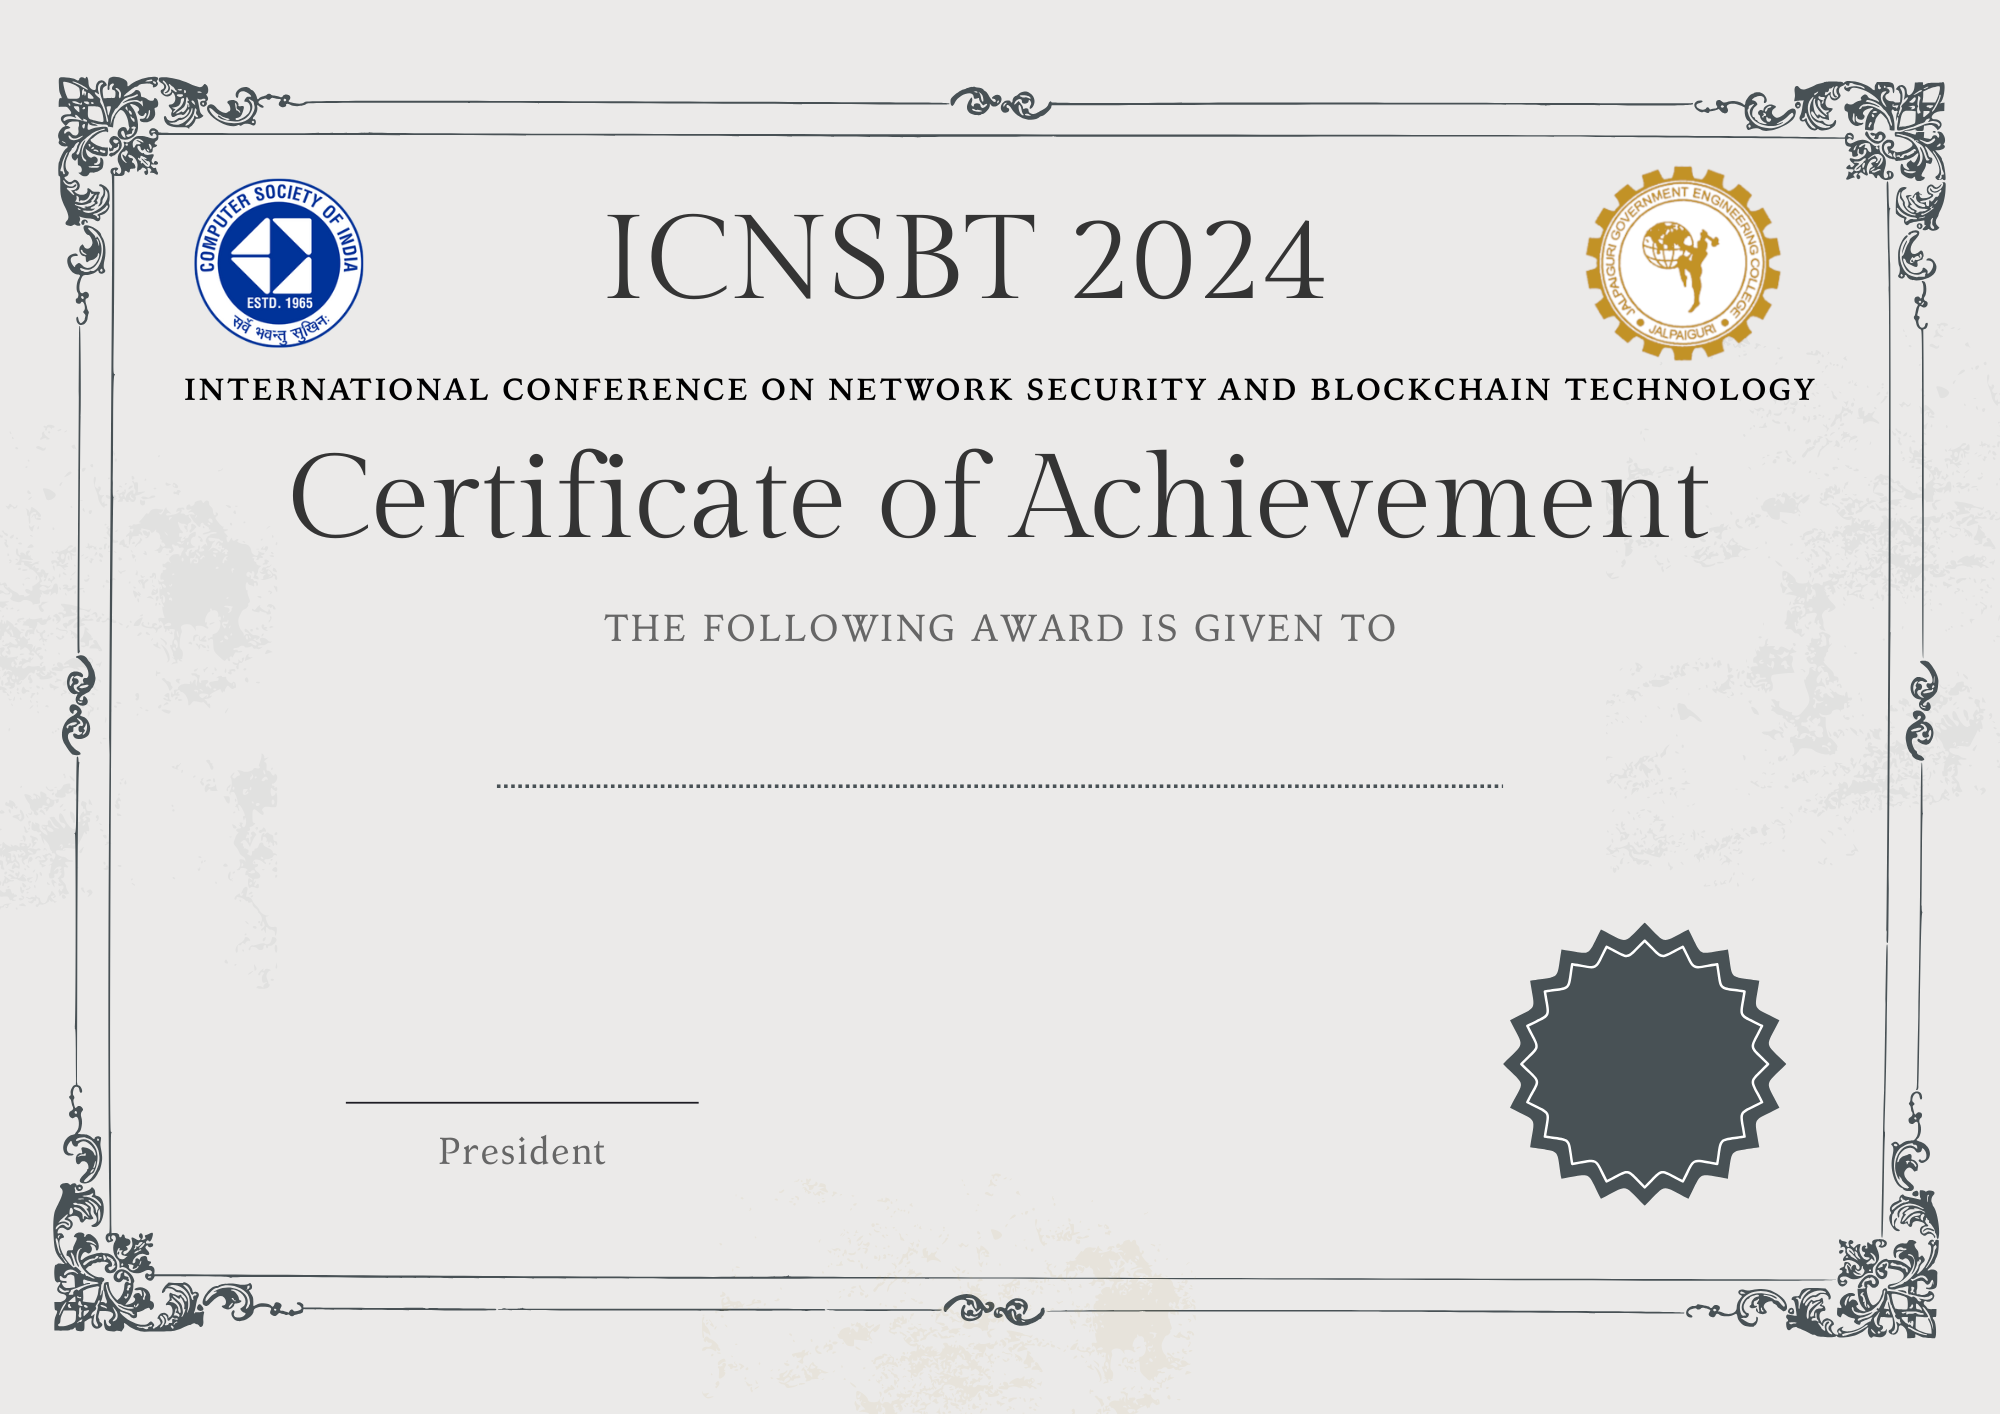 COMPUTER SOCIETY OF INDIA
ESTD. 1965
सर्वे भवन्तु सुखिनः
ICNSBT 2024
JALPAIGURI GOVERNMENT ENGINEERING COLLEGE
JALPAIGURI
INTERNATIONAL CONFERENCE ON NETWORK SECURITY AND BLOCKCHAIN TECHNOLOGY
Certificate of Achievement
THE FOLLOWING AWARD IS GIVEN TO
President